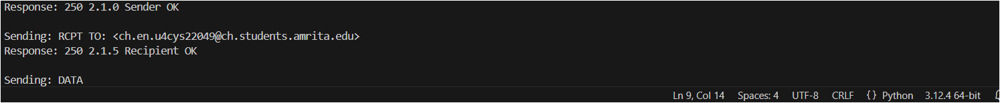 Response: 250 2.1.0 Sender OK
Sending: RCPT TO: <ch.en.u4cys22049@ch.students.amrita.edu>
Response: 250 2.1.5 Recipient OK
Sending: DATA
Ln 9, Col 14 Spaces: 4 UTF-8 CRLF {} Python 3.12.4 64-bit